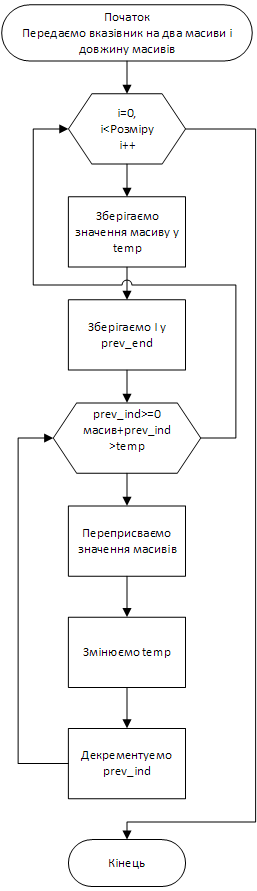 Початок
Передаємо вказівник на два масиви і
довжину масивів
i=0,
i<Розміру
i++
Зберігаємо
значення масиву у
temp
Зберігаємо І у
prev_end
prev_ind>=0
масив+prev_ind
>temp
Переприсваємо
значення масивів
Змінюємо temp
Декрементуемо
prev_ind
Кінець